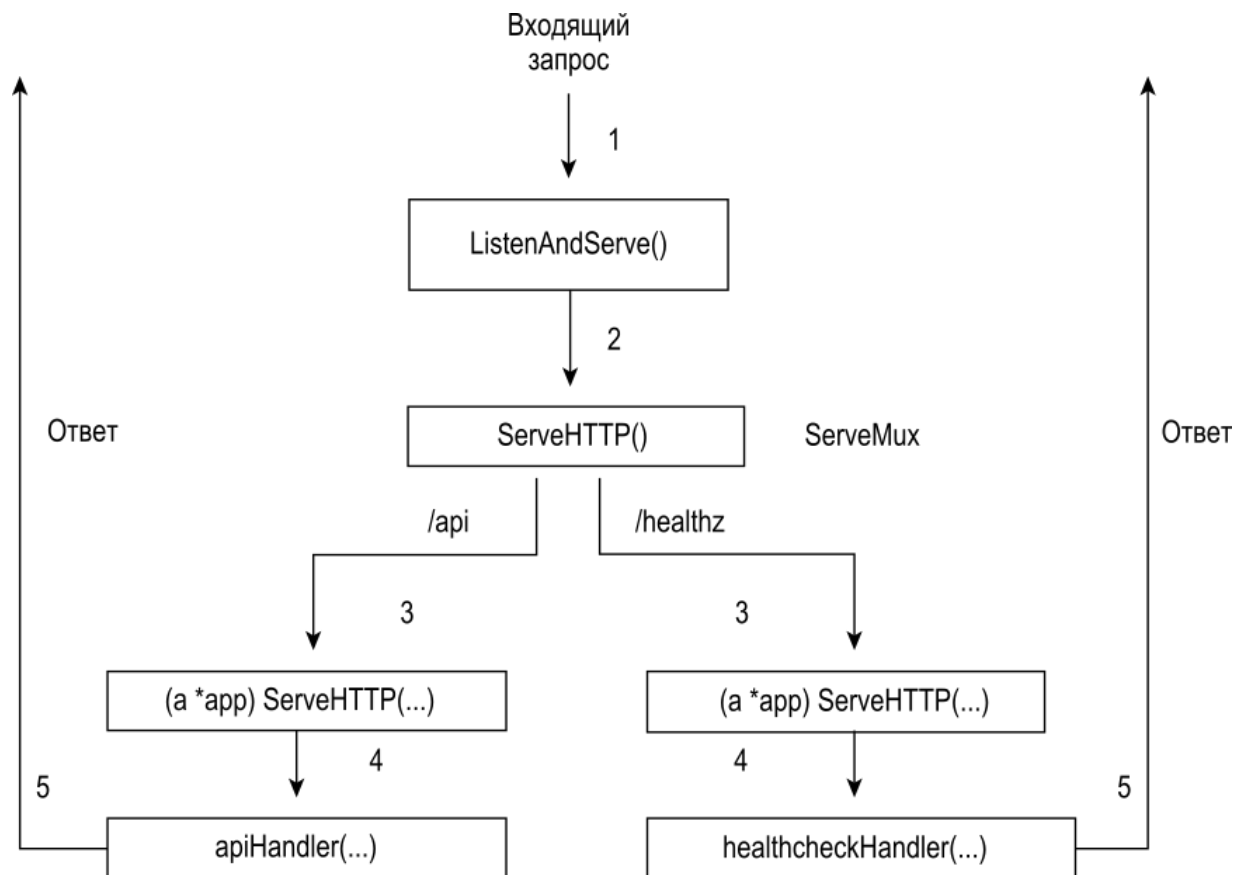 Входящий
запрос
1
ListenAndServe()
2
Ответ
ServeHTTP()
ServeMux
Ответ
/api
/healthz
3
3
(a *app) ServeHTTP(...)
(a *app) ServeHTTP(...)
4
4
5
5
apiHandler(...)
healthcheckHandler(...)